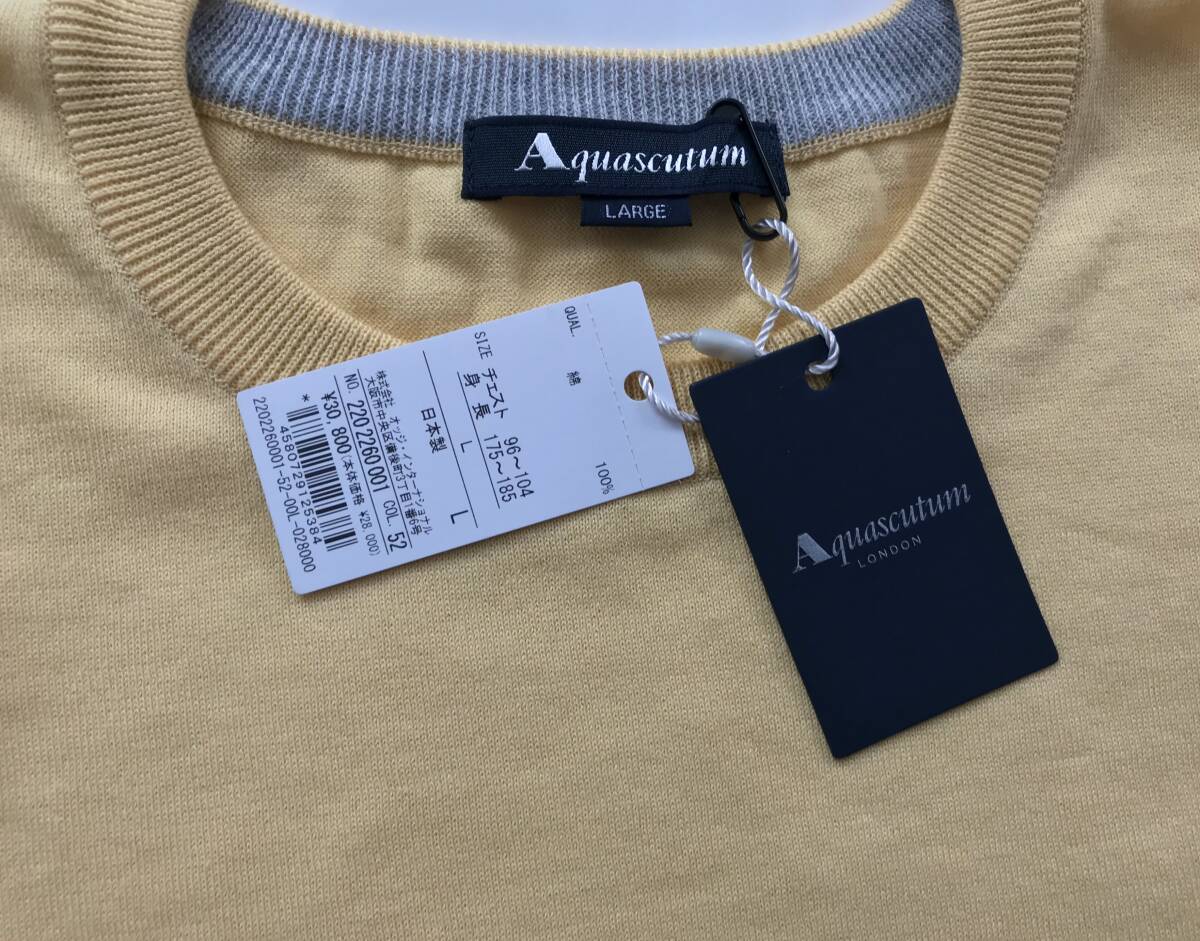 Aquascutum
LARGE
QUAL. 綿 100%
SIZE チェスト 96～104
身長 175～185
L L
日本製
株式会社 オッジ・インターナショナル
大阪市中央区備後町3丁目1番6号
NO. 2202260001 COL. 52
¥30,800(本体価格 ¥28,000)
* 4580729125384
2202260001-52-00L-028000
Aquascutum
LONDON